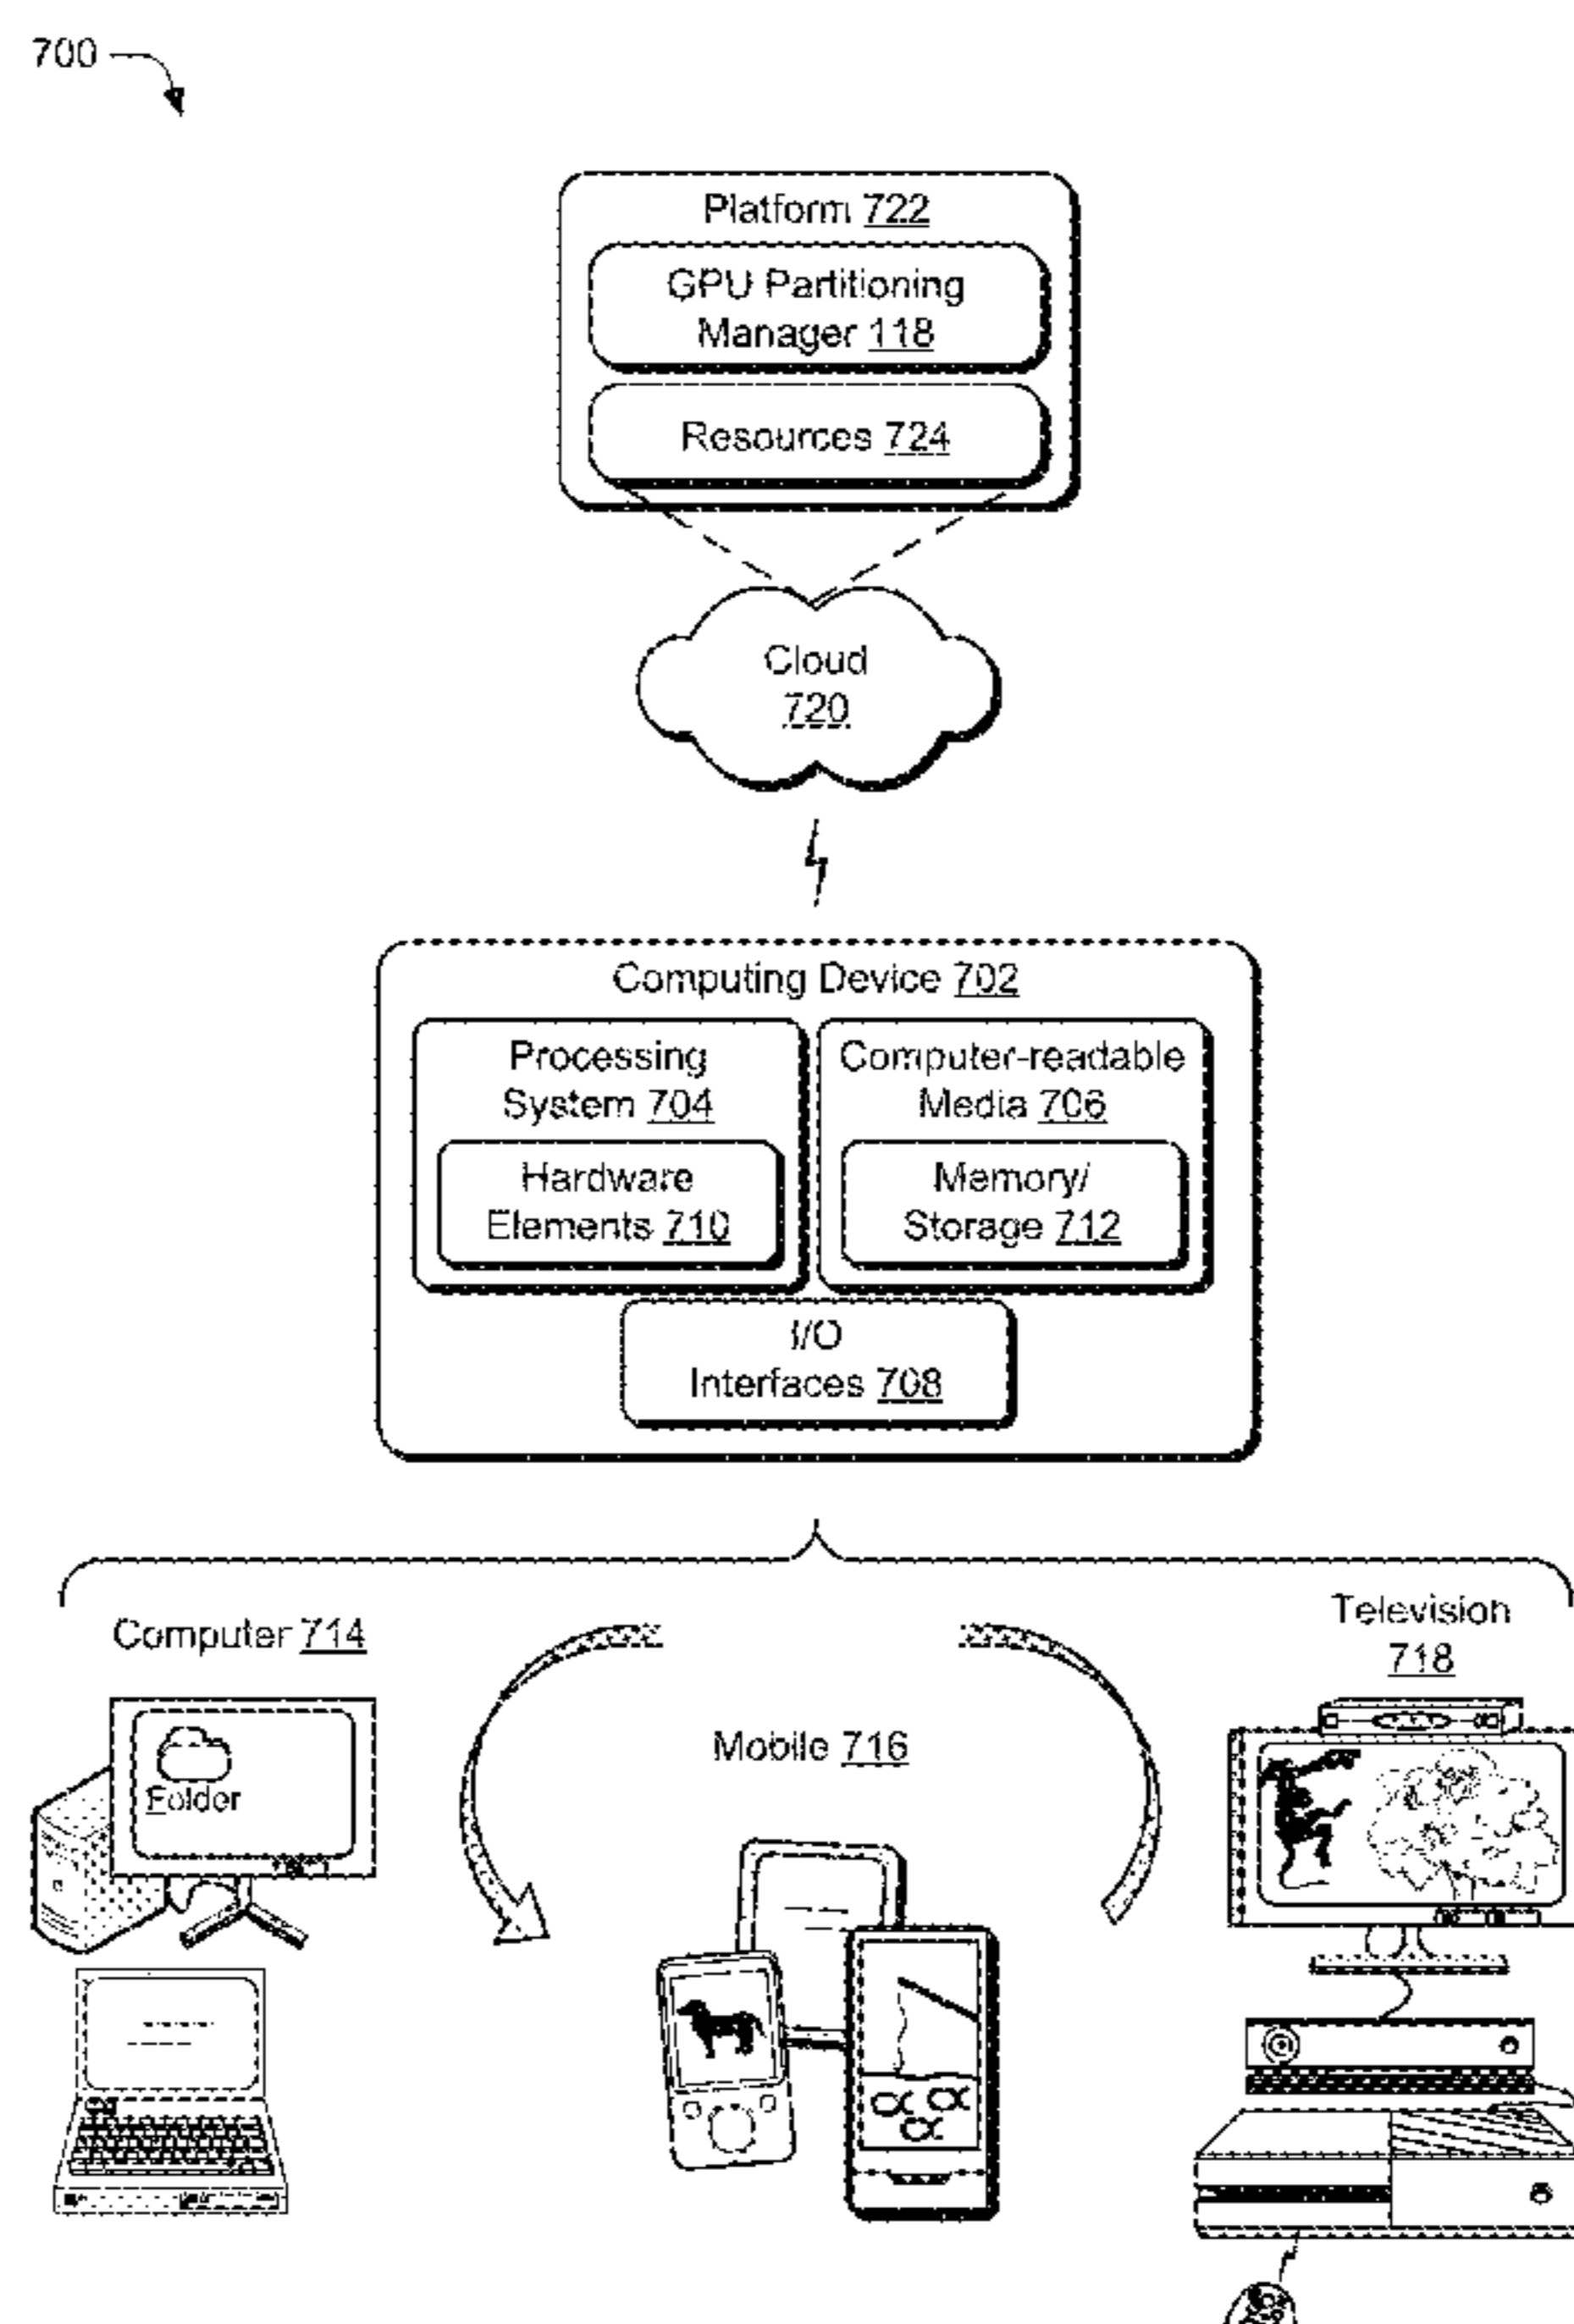 700
Platform 722
GPU Partitioning
Manager 118
Resources 724
Cloud
720
Computing Device 702
Processing
System 704
Computer-readable
Media 706
Hardware
Elements 710
Memory/
Storage 712
I/O
Interfaces 708
Computer 714
Television
718
Mobile 716
Folder